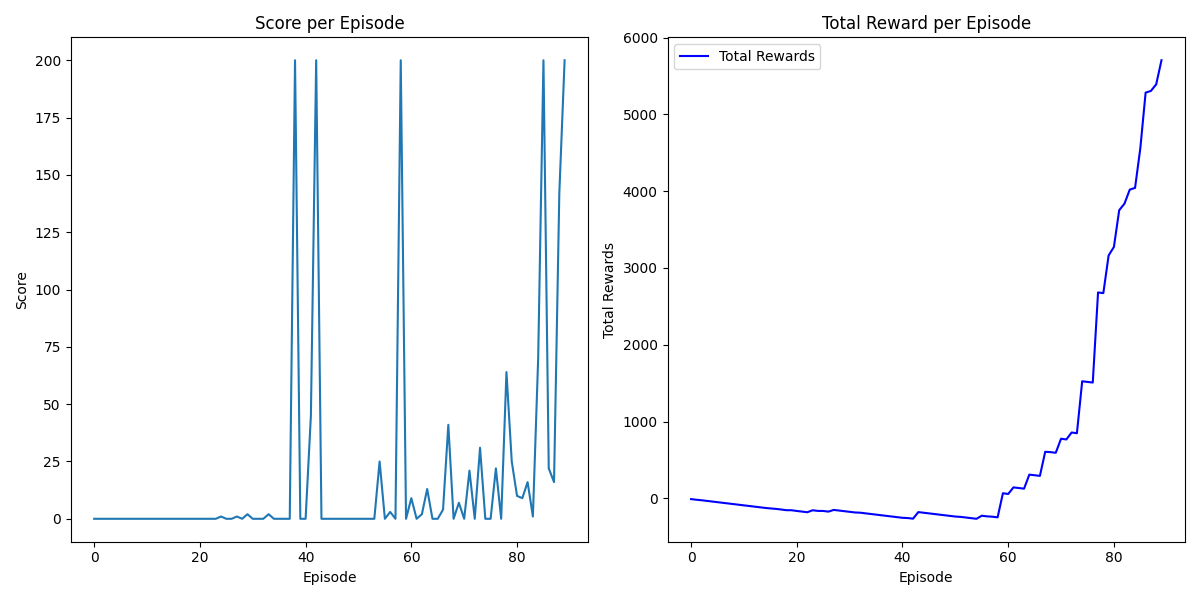 Score per Episode
200
175
150
125
100
75
50
25
0
Score
0 20 40 60 80
Episode
Total Reward per Episode
Total Rewards
6000
5000
4000
3000
2000
1000
0
Total Rewards
0 20 40 60 80
Episode